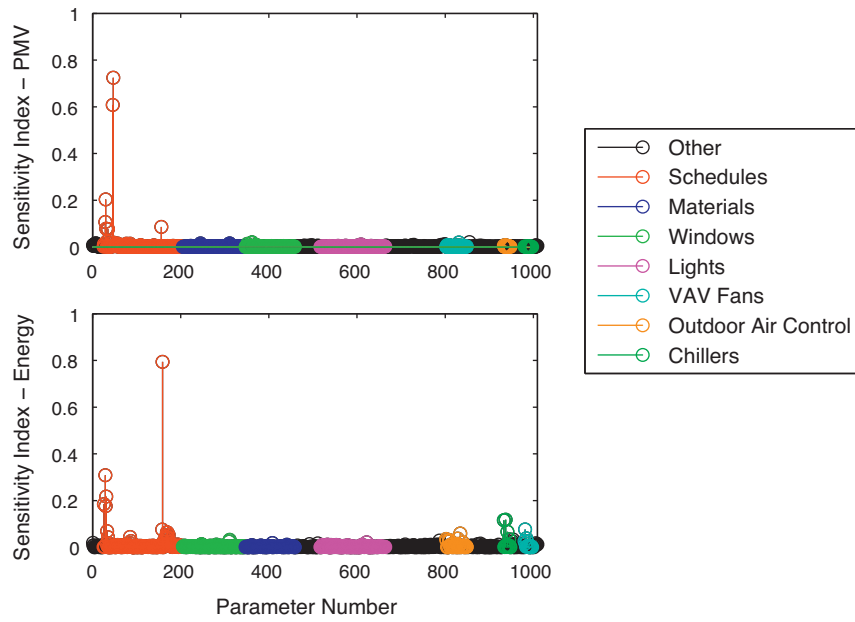 1
0.8
0.6
0.4
0.2
0
Sensitivity Index – PMV
0 200 400 600 800 1000
Other
Schedules
Materials
Windows
Lights
VAV Fans
Outdoor Air Control
Chillers
1
0.8
0.6
0.4
0.2
0
Sensitivity Index – Energy
0 200 400 600 800 1000
Parameter Number